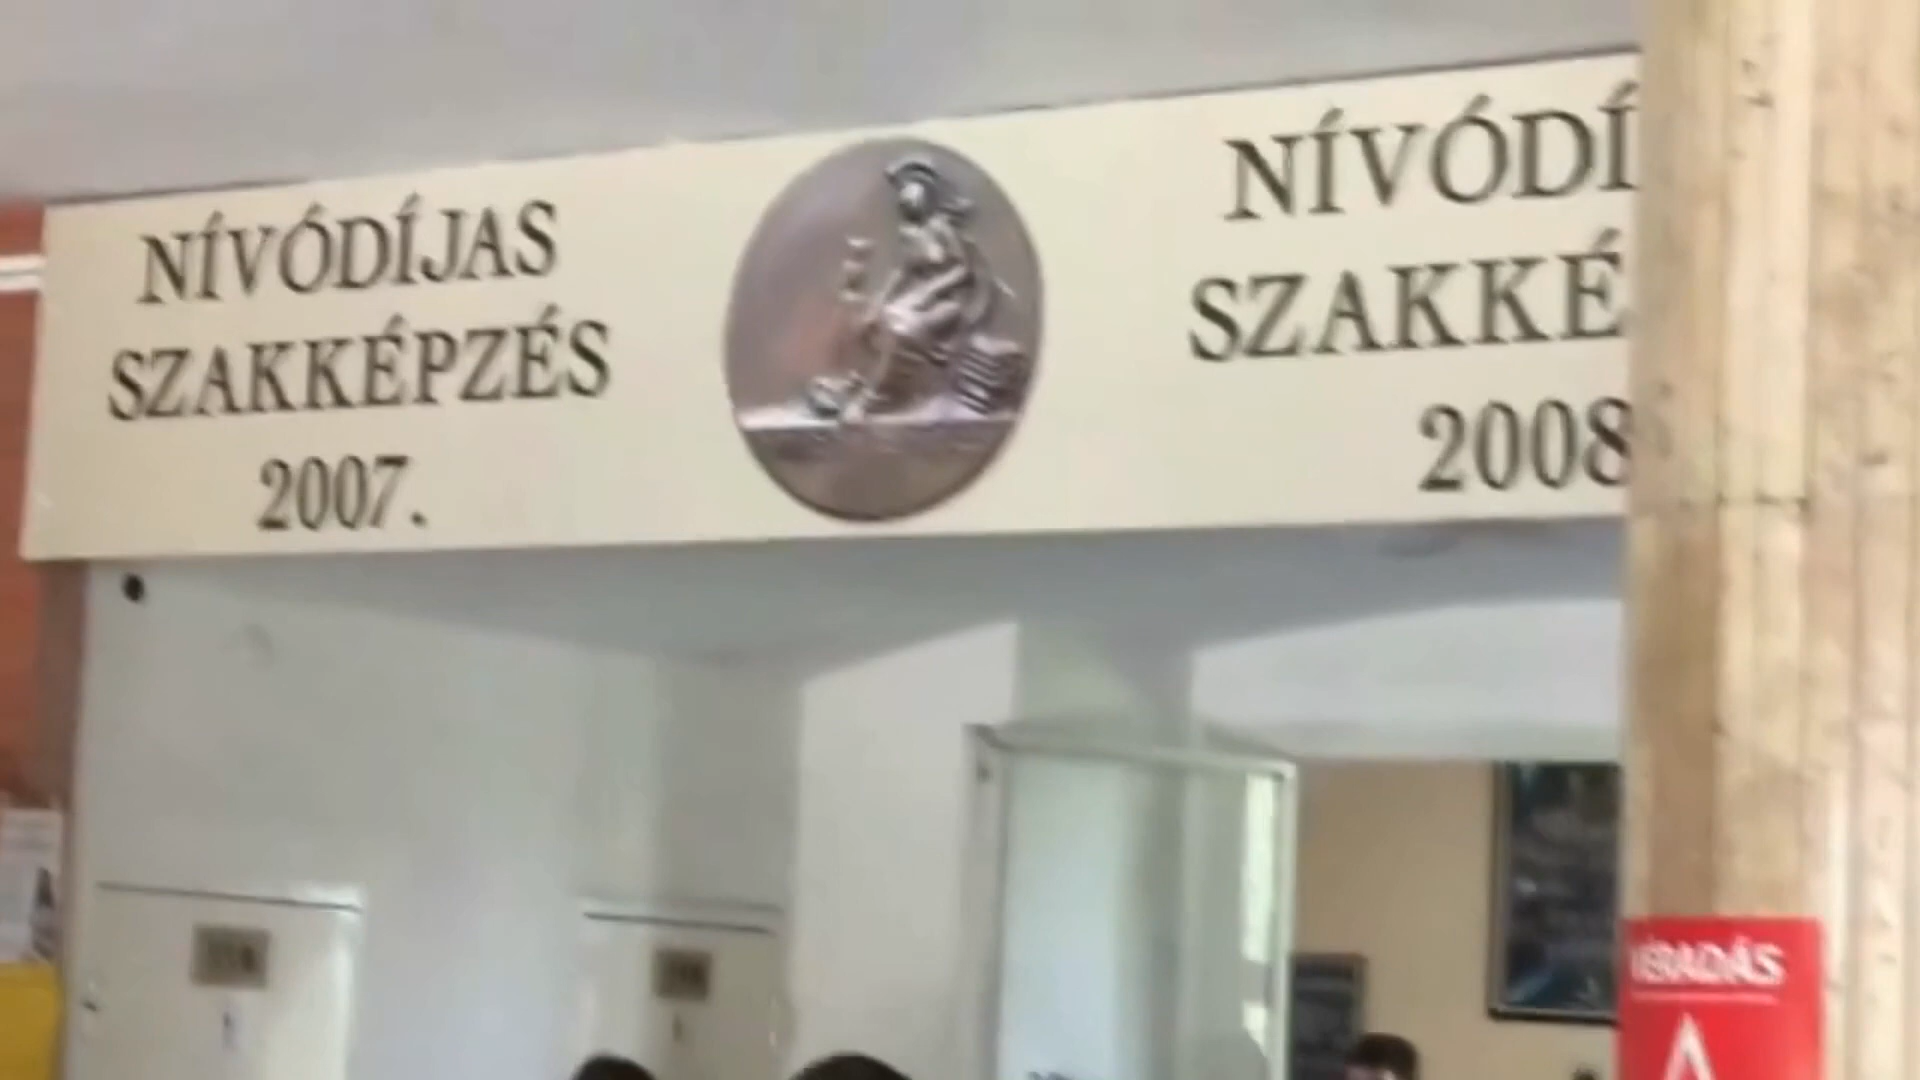 NÍVÓDÍJAS
SZAKKÉPZÉS
2007.
NÍVÓDÍ
SZAKKÉ
2008